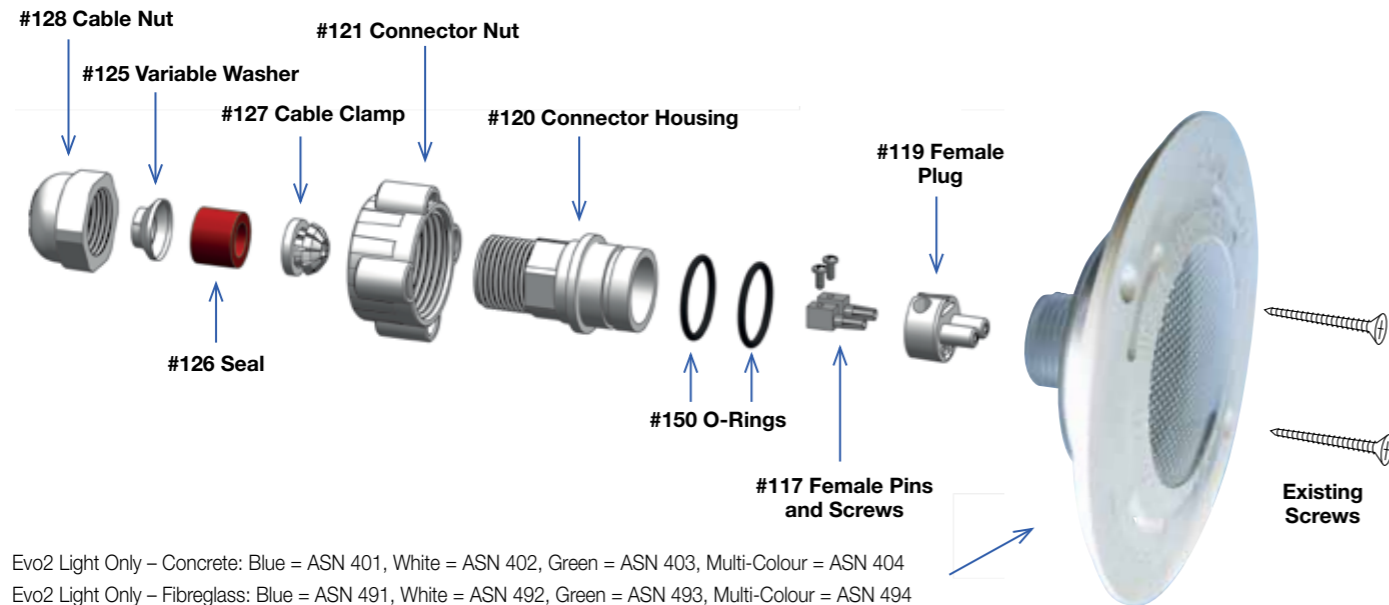 #128 Cable Nut
#121 Connector Nut
#125 Variable Washer
#127 Cable Clamp
#120 Connector Housing
#119 Female
Plug
#126 Seal
#150 O-Rings
#117 Female Pins
and Screws
Existing
Screws
Evo2 Light Only – Concrete: Blue = ASN 401, White = ASN 402, Green = ASN 403, Multi-Colour = ASN 404
Evo2 Light Only – Fibreglass: Blue = ASN 491, White = ASN 492, Green = ASN 493, Multi-Colour = ASN 494